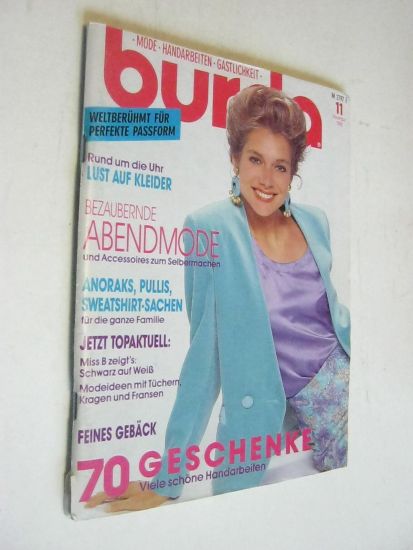 · MODE · HANDARBEITEN · GASTLICHKEIT ·
burda
WELTBERÜHMT FÜR
PERFEKTE PASSFORM
11
Rund um die Uhr
LUST AUF KLEIDER
BEZAUBERNDE
ABENDMODE
und Accessoires zum Selbermachen
ANORAKS, PULLIS,
SWEATSHIRT-SACHEN
für die ganze Familie
JETZT TOPAKTUELL:
Miss B zeigt's:
Schwarz auf Weiß
Modeideen mit Tüchern,
Kragen und Fransen
FEINES GEBÄCK
70 GESCHENKE
Viele schöne Handarbeiten